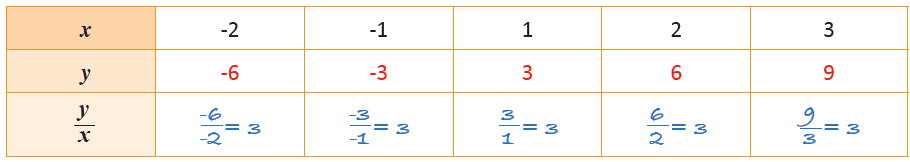 x -2 -1 1 2 3
y -6 -3 3 6 9
y/x -6/-2 = 3 -3/-1 = 3 3/1 = 3 6/2 = 3 9/3 = 3